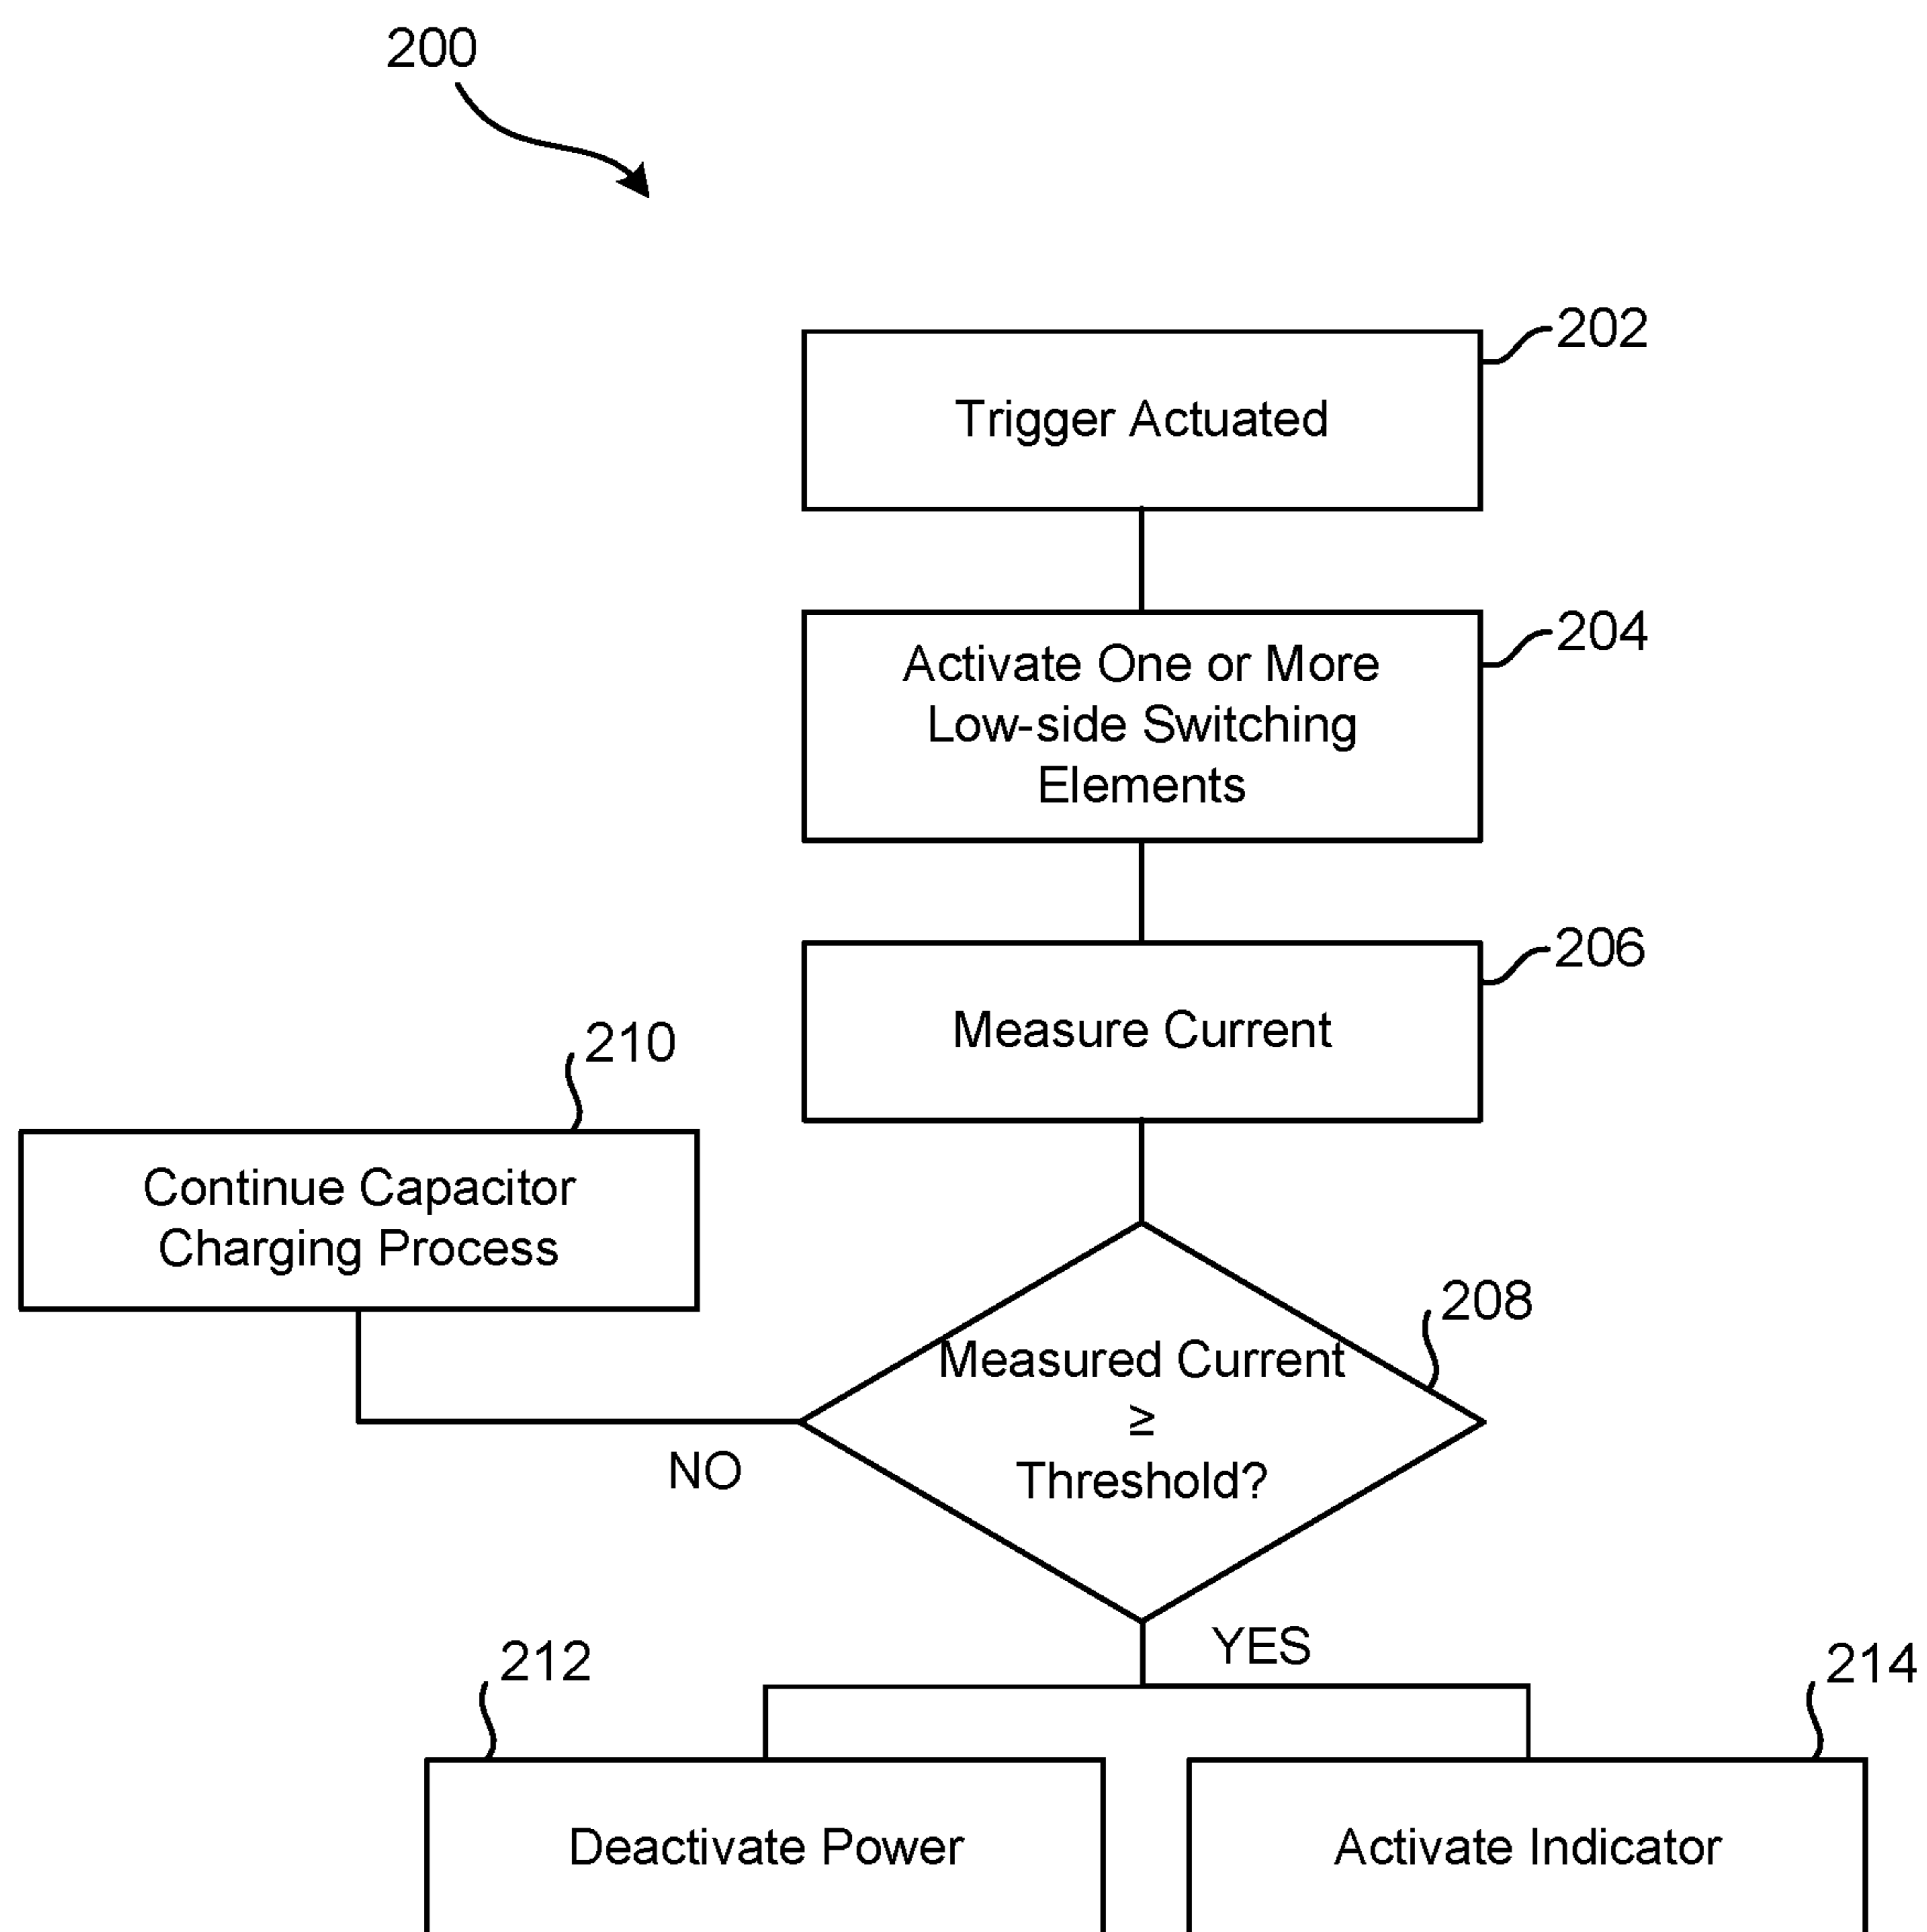 200
202
Trigger Actuated
204
Activate One or More
Low-side Switching
Elements
206
Measure Current
210
Continue Capacitor
Charging Process
208
Measured Current
≥
Threshold?
NO
YES
212
Deactivate Power
214
Activate Indicator